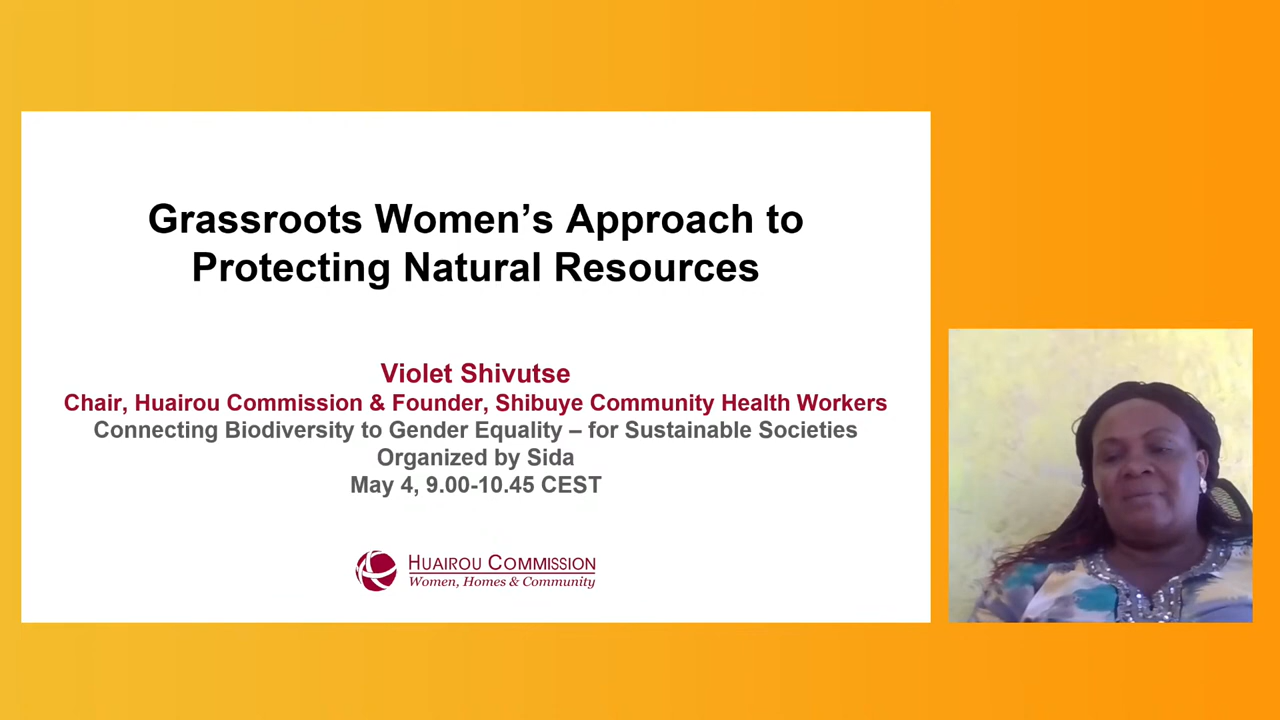 Grassroots Women’s Approach to
Protecting Natural Resources
Violet Shivutse
Chair, Huairou Commission & Founder, Shibuye Community Health Workers
Connecting Biodiversity to Gender Equality – for Sustainable Societies
Organized by Sida
May 4, 9.00-10.45 CEST
HUAIROU COMMISSION
Women, Homes & Community